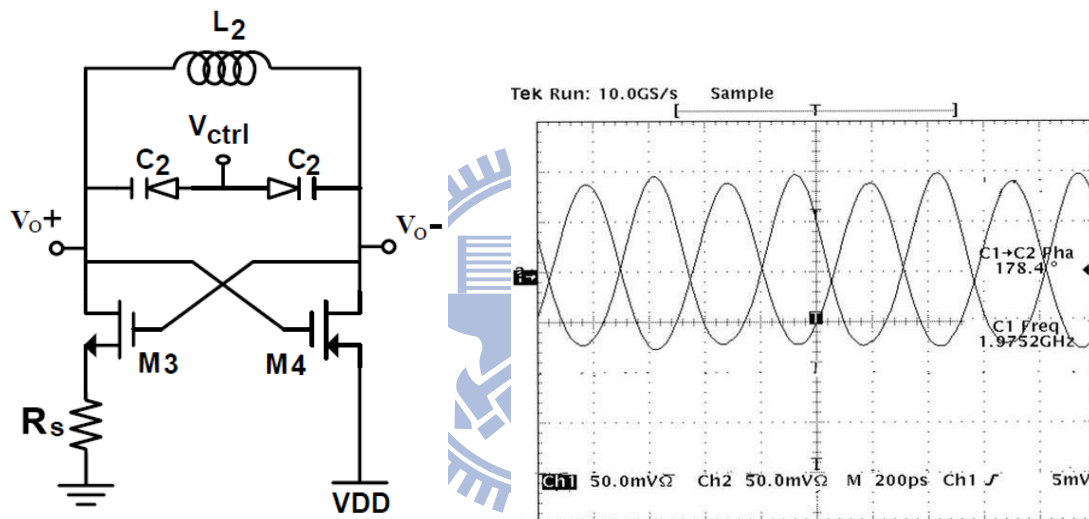 L2
Vctrl
C2 C2
Vo+ Vo-
M3 M4
Rs
VDD
Tek Run: 10.0GS/s Sample
T
C1→C2 Pha
178.4 °
C1 Freq
1.9752GHz
T
T
Ch1 50.0mVΩ Ch2 50.0mVΩ M 200ps Ch1 5mV